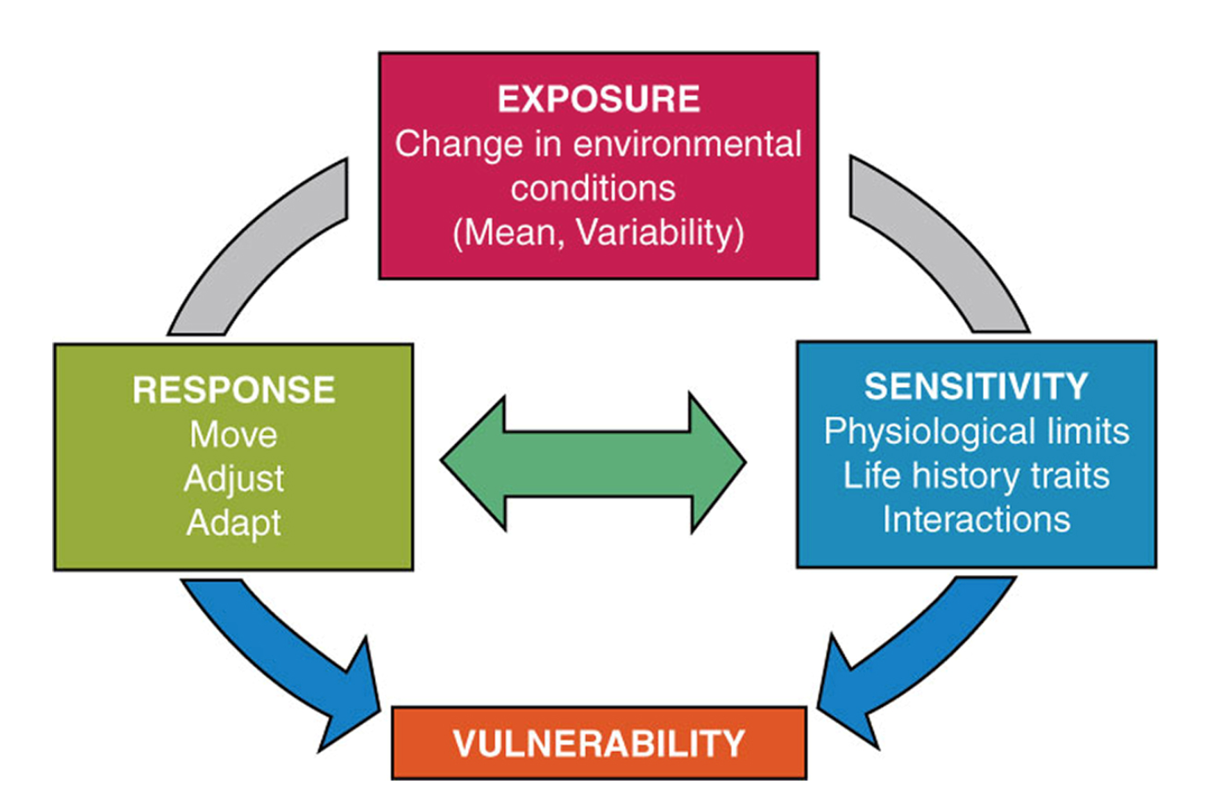 EXPOSURE
Change in environmental
conditions
(Mean, Variability)
RESPONSE
Move
Adjust
Adapt
SENSITIVITY
Physiological limits
Life history traits
Interactions
VULNERABILITY